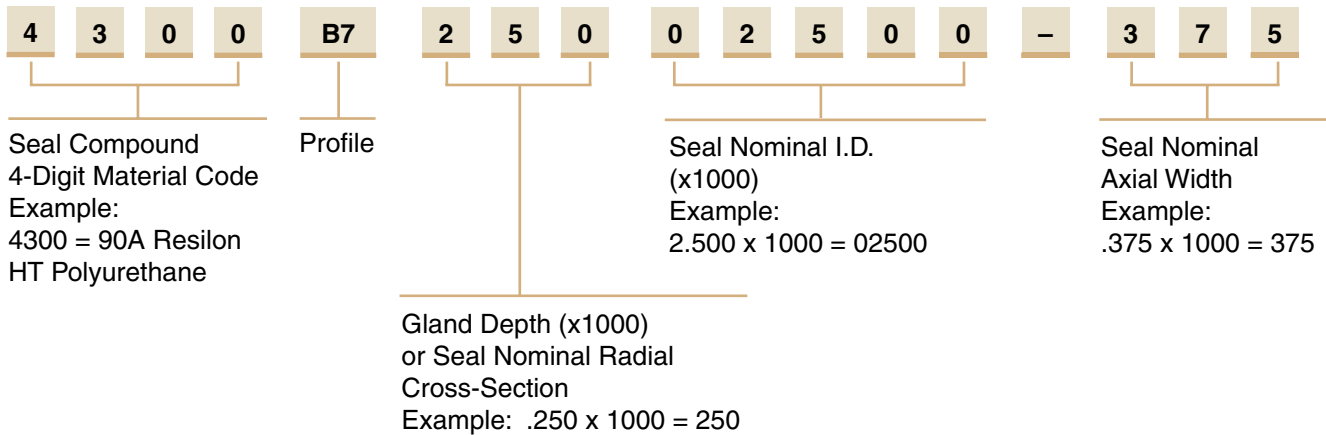 4 3 0 0 B7 2 5 0 0 2 5 0 0 – 3 7 5
Seal Compound
4-Digit Material Code
Example:
4300 = 90A Resilon
HT Polyurethane
Profile
Gland Depth (x1000)
or Seal Nominal Radial
Cross-Section
Example: .250 x 1000 = 250
Seal Nominal I.D.
(x1000)
Example:
2.500 x 1000 = 02500
Seal Nominal
Axial Width
Example:
.375 x 1000 = 375